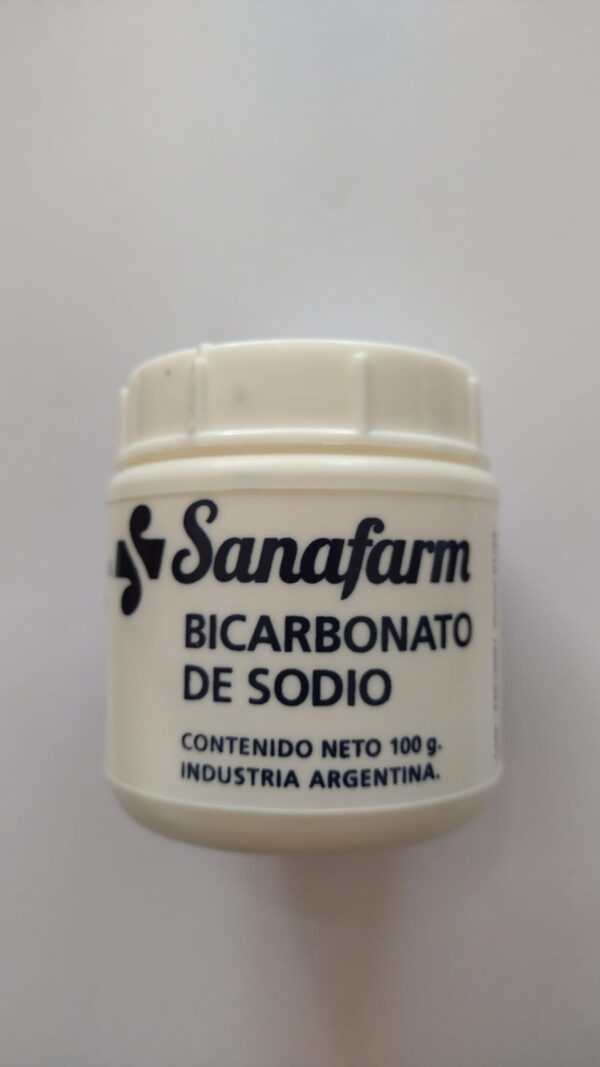 Sanafarm
BICARBONATO
DE SODIO
CONTENIDO NETO 100 g.
INDUSTRIA ARGENTINA.